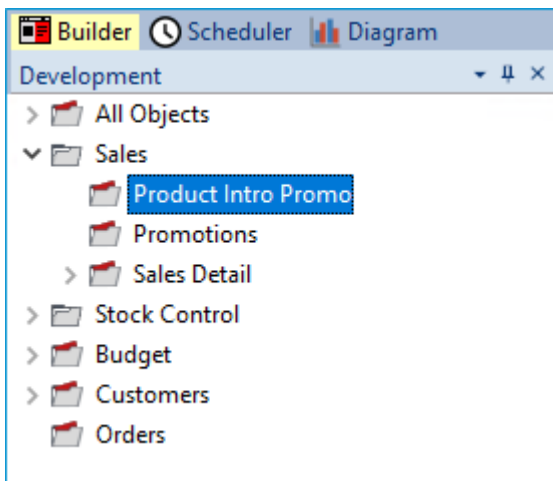 Builder Scheduler Diagram
Development
All Objects
Sales
Product Intro Promo
Promotions
Sales Detail
Stock Control
Budget
Customers
Orders